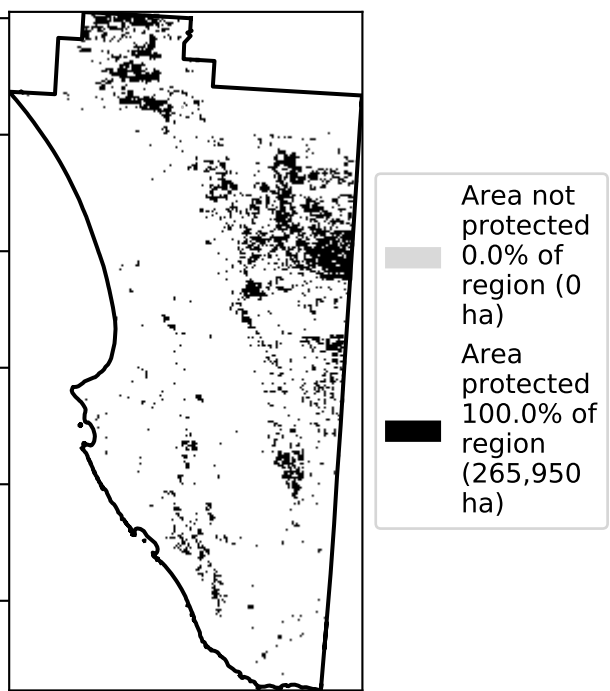 Area not
protected
0.0% of
region (0
ha)
Area
protected
100.0% of
region
(265,950
ha)